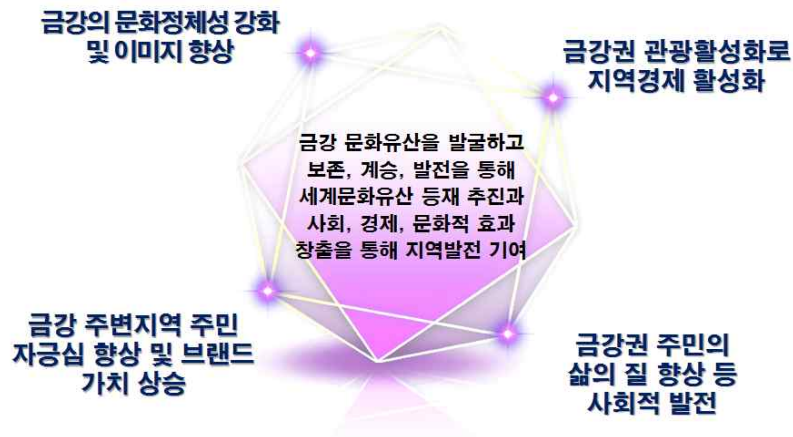 금강의 문화정체성 강화
및 이미지 향상
금강권 관광활성화로
지역경제 활성화
금강 문화유산을 발굴하고
보존, 계승, 발전을 통해
세계문화유산 등재 추진과
사회, 경제, 문화적 효과
창출을 통해 지역발전 기여
금강 주변지역 주민
자긍심 향상 및 브랜드
가치 상승
금강권 주민의
삶의 질 향상 등
사회적 발전